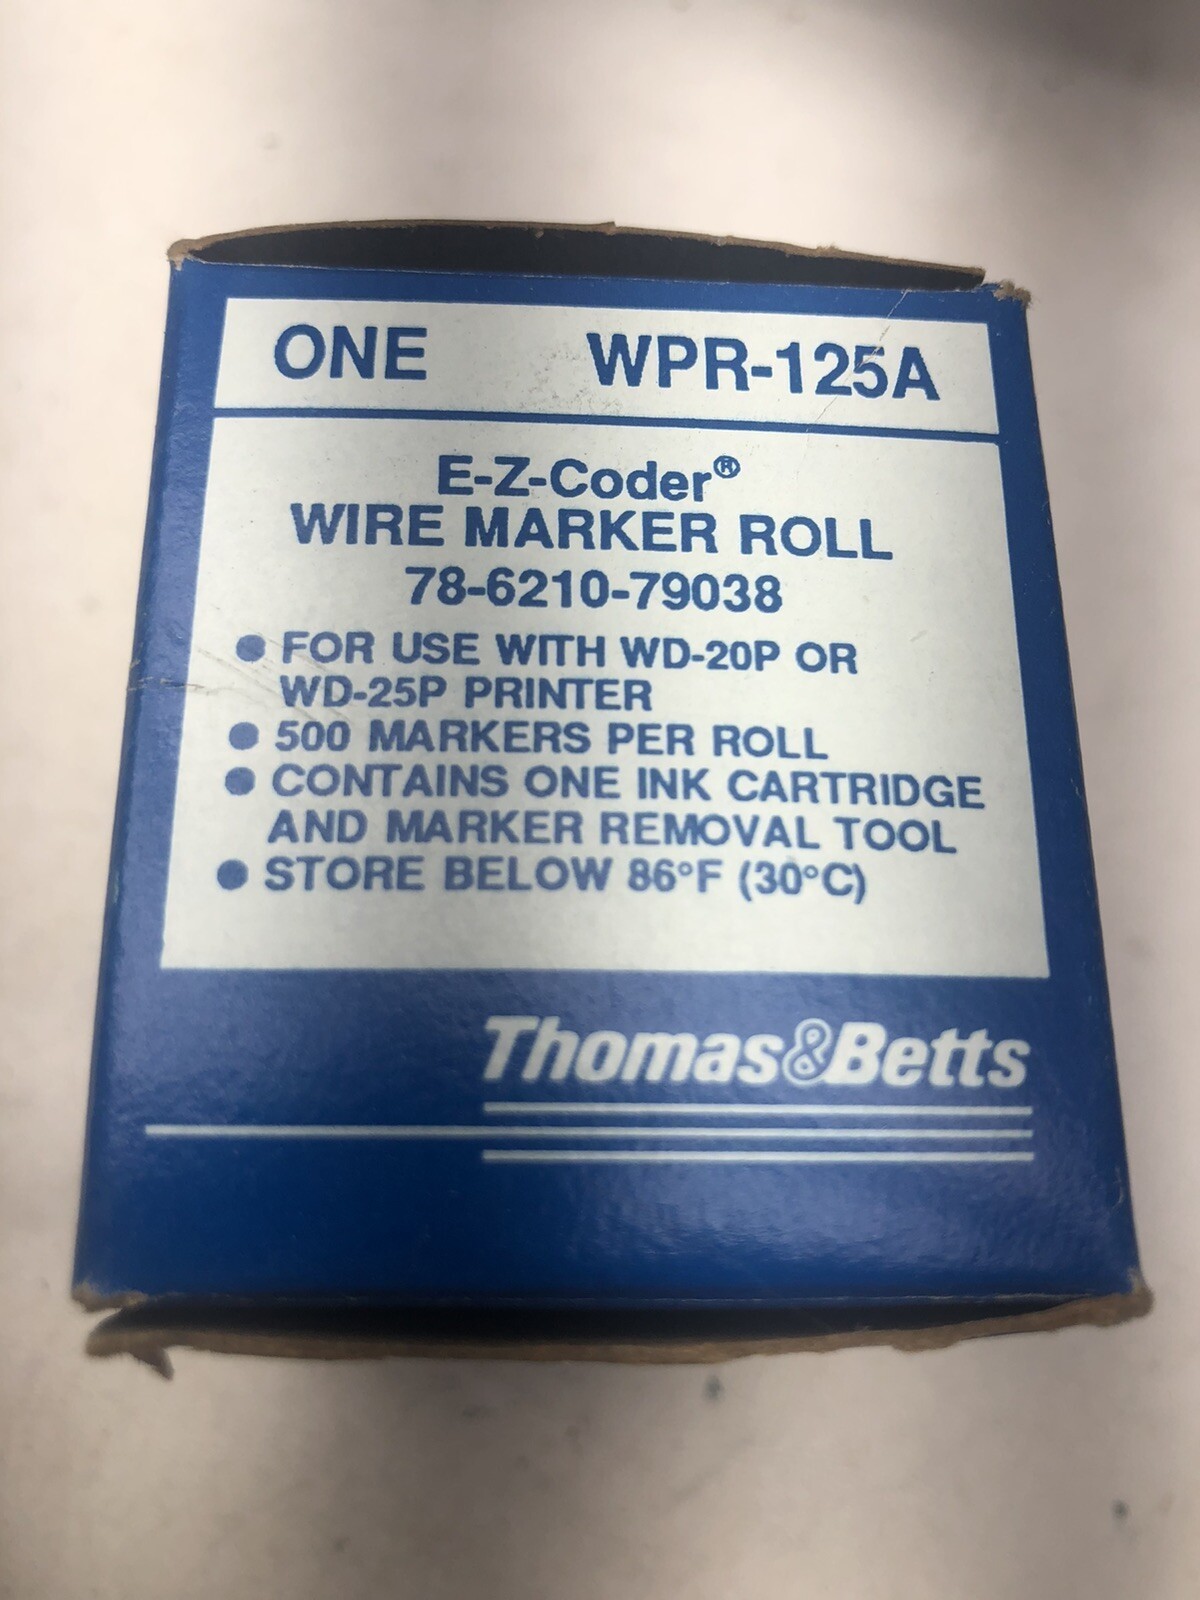 ONE WPR-125A
E-Z-Coder®
WIRE MARKER ROLL
78-6210-79038
● FOR USE WITH WD-20P OR
WD-25P PRINTER
● 500 MARKERS PER ROLL
● CONTAINS ONE INK CARTRIDGE
AND MARKER REMOVAL TOOL
● STORE BELOW 86°F (30°C)
Thomas&Betts